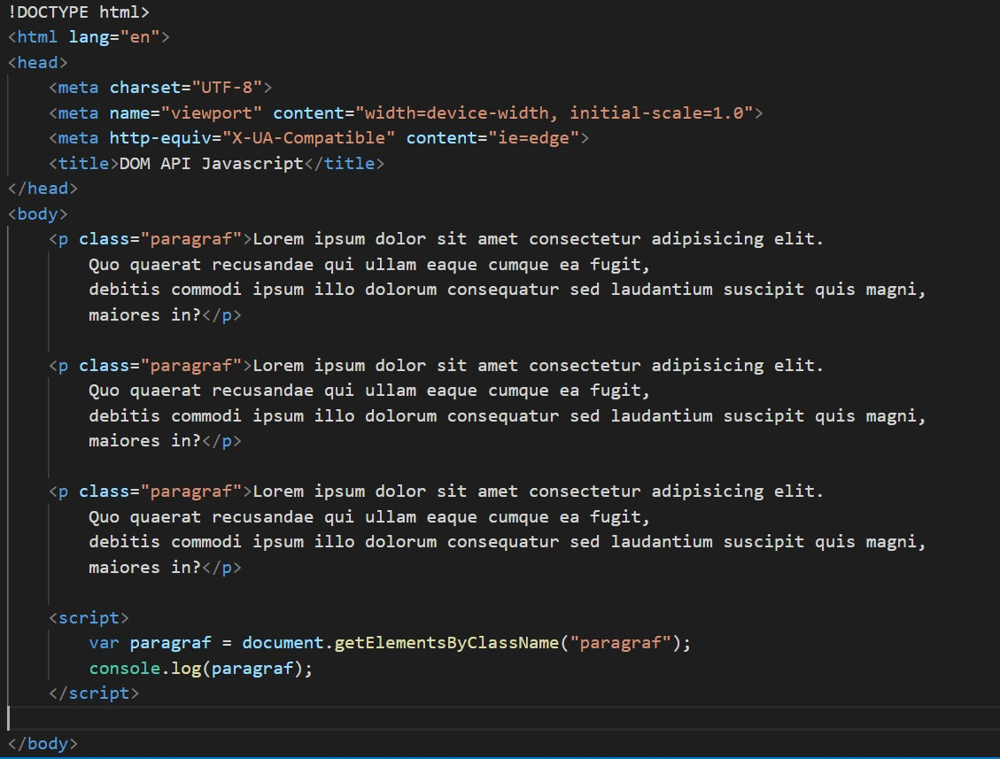 !DOCTYPE html>
<html lang="en">
<head>
    <meta charset="UTF-8">
    <meta name="viewport" content="width=device-width, initial-scale=1.0">
    <meta http-equiv="X-UA-Compatible" content="ie=edge">
    <title>DOM API Javascript</title>
</head>
<body>
    <p class="paragraf">Lorem ipsum dolor sit amet consectetur adipisicing elit.
        Quo quaerat recusandae qui ullam eaque cumque ea fugit,
        debitis commodi ipsum illo dolorum consequatur sed laudantium suscipit quis magni,
        maiores in?</p>
    <p class="paragraf">Lorem ipsum dolor sit amet consectetur adipisicing elit.
        Quo quaerat recusandae qui ullam eaque cumque ea fugit,
        debitis commodi ipsum illo dolorum consequatur sed laudantium suscipit quis magni,
        maiores in?</p>
    <p class="paragraf">Lorem ipsum dolor sit amet consectetur adipisicing elit.
        Quo quaerat recusandae qui ullam eaque cumque ea fugit,
        debitis commodi ipsum illo dolorum consequatur sed laudantium suscipit quis magni,
        maiores in?</p>
    <script>
        var paragraf = document.getElementsByClassName("paragraf");
        console.log(paragraf);
    </script>
</body>